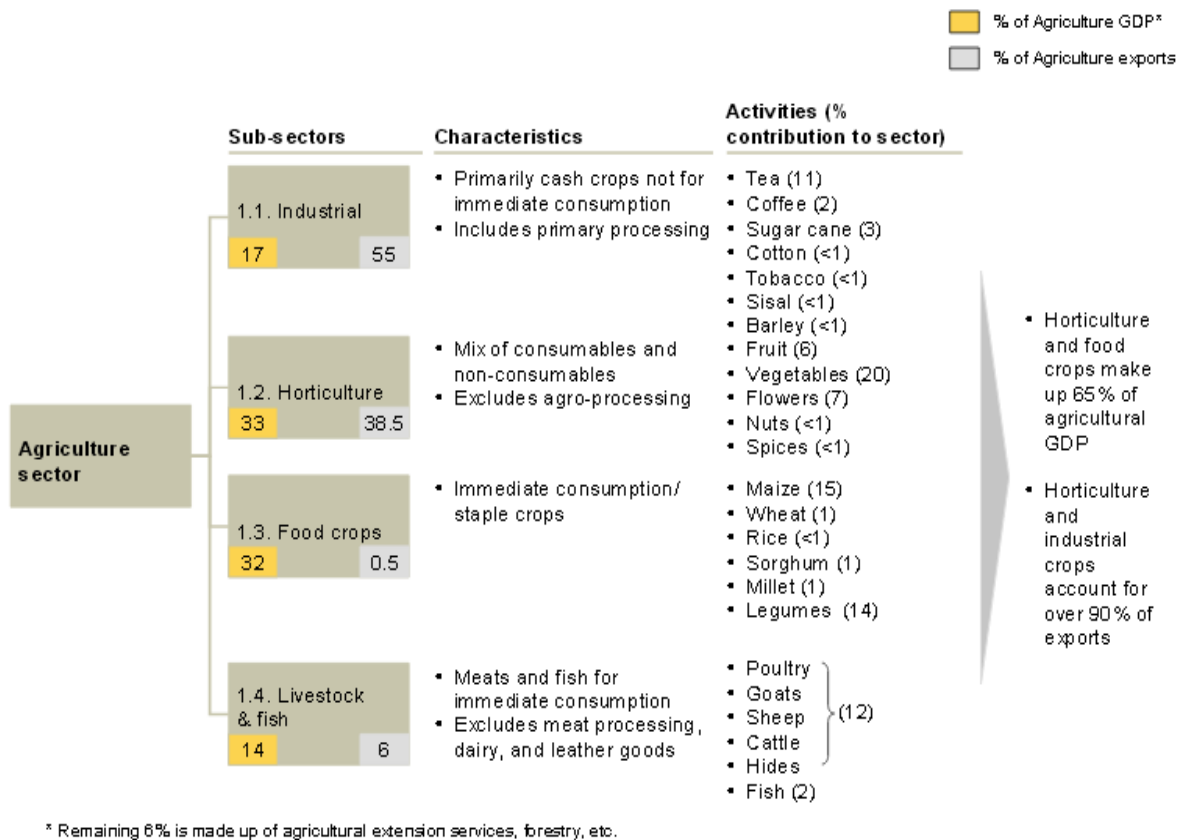 % of Agriculture GDP*
% of Agriculture exports
Sub-sectors
Characteristics
Activities (%
contribution to sector)
Agriculture
sector
1.1. Industrial
17
55
• Primarily cash crops not for
immediate consumption
• Includes primary processing
• Tea (11)
• Coffee (2)
• Sugar cane (3)
• Cotton (<1)
• Tobacco (<1)
• Sisal (<1)
• Barley (<1)
1.2. Horticulture
33
38.5
• Mix of consumables and
non-consumables
• Excludes agro-processing
• Fruit (6)
• Vegetables (20)
• Flowers (7)
• Nuts (<1)
• Spices (<1)
1.3. Food crops
32
0.5
• Immediate consumption/
staple crops
• Maize (15)
• Wheat (1)
• Rice (<1)
• Sorghum (1)
• Millet (1)
• Legumes (14)
1.4. Livestock
& fish
14
6
• Meats and fish for
immediate consumption
• Excludes meat processing,
dairy, and leather goods
• Poultry
• Goats
• Sheep
• Cattle
• Hides
(12)
• Fish (2)
• Horticulture
and food
crops make
up 65% of
agricultural
GDP
• Horticulture
and
industrial
crops
account for
over 90% of
exports
* Remaining 6% is made up of agricultural extension services, forestry, etc.